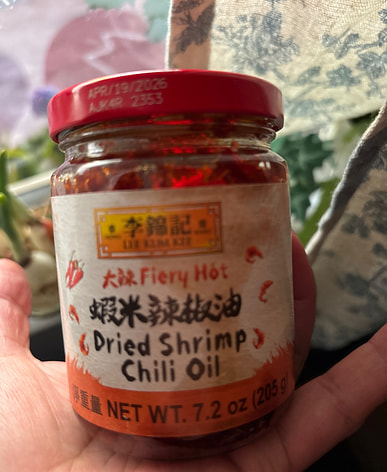 APR/19/2026
AJK4R 2353
李錦記
LEE KUM KEE
大辣 Fiery Hot
蝦米辣椒油
Dried Shrimp
Chili Oil
淨重量 NET WT. 7.2 oz (205 g)